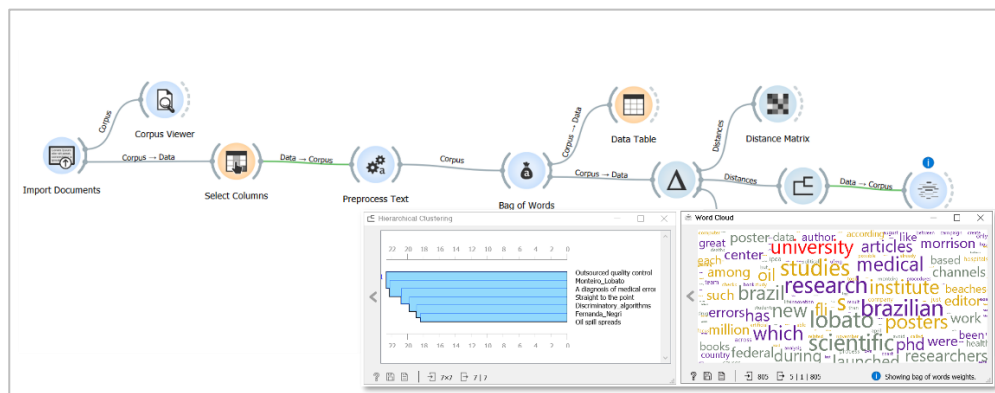 Corpus
Corpus Viewer
Import Documents
Corpus → Data
Select Columns
Data → Corpus
Preprocess Text
Corpus
Bag of Words
Corpus → Data
Data Table
Corpus → Data
Distances
Distance Matrix
Distances
Data → Corpus
Hierarchical Clustering
22 20 18 16 14 12 10 8 6 4 2 0
Outsourced quality control
Monteiro_Lobato
A diagnosis of medical error
Straight to the point
Discriminatory_algorithms
Fernanda_Negri
Oil spill spreads
22 20 18 16 14 12 10 8 6 4 2 0
7×7
7 | 7
Word Cloud
according like
great poster data author
university articles morrison
each center
among oil studies medical based channels
such research institute beaches
brazil brazilian editor
errors has new fli
million which lobato posters work
scientific phd were been
books federal during launched researchers
country
805
5 | 1 | 805
Showing bag of words weights.